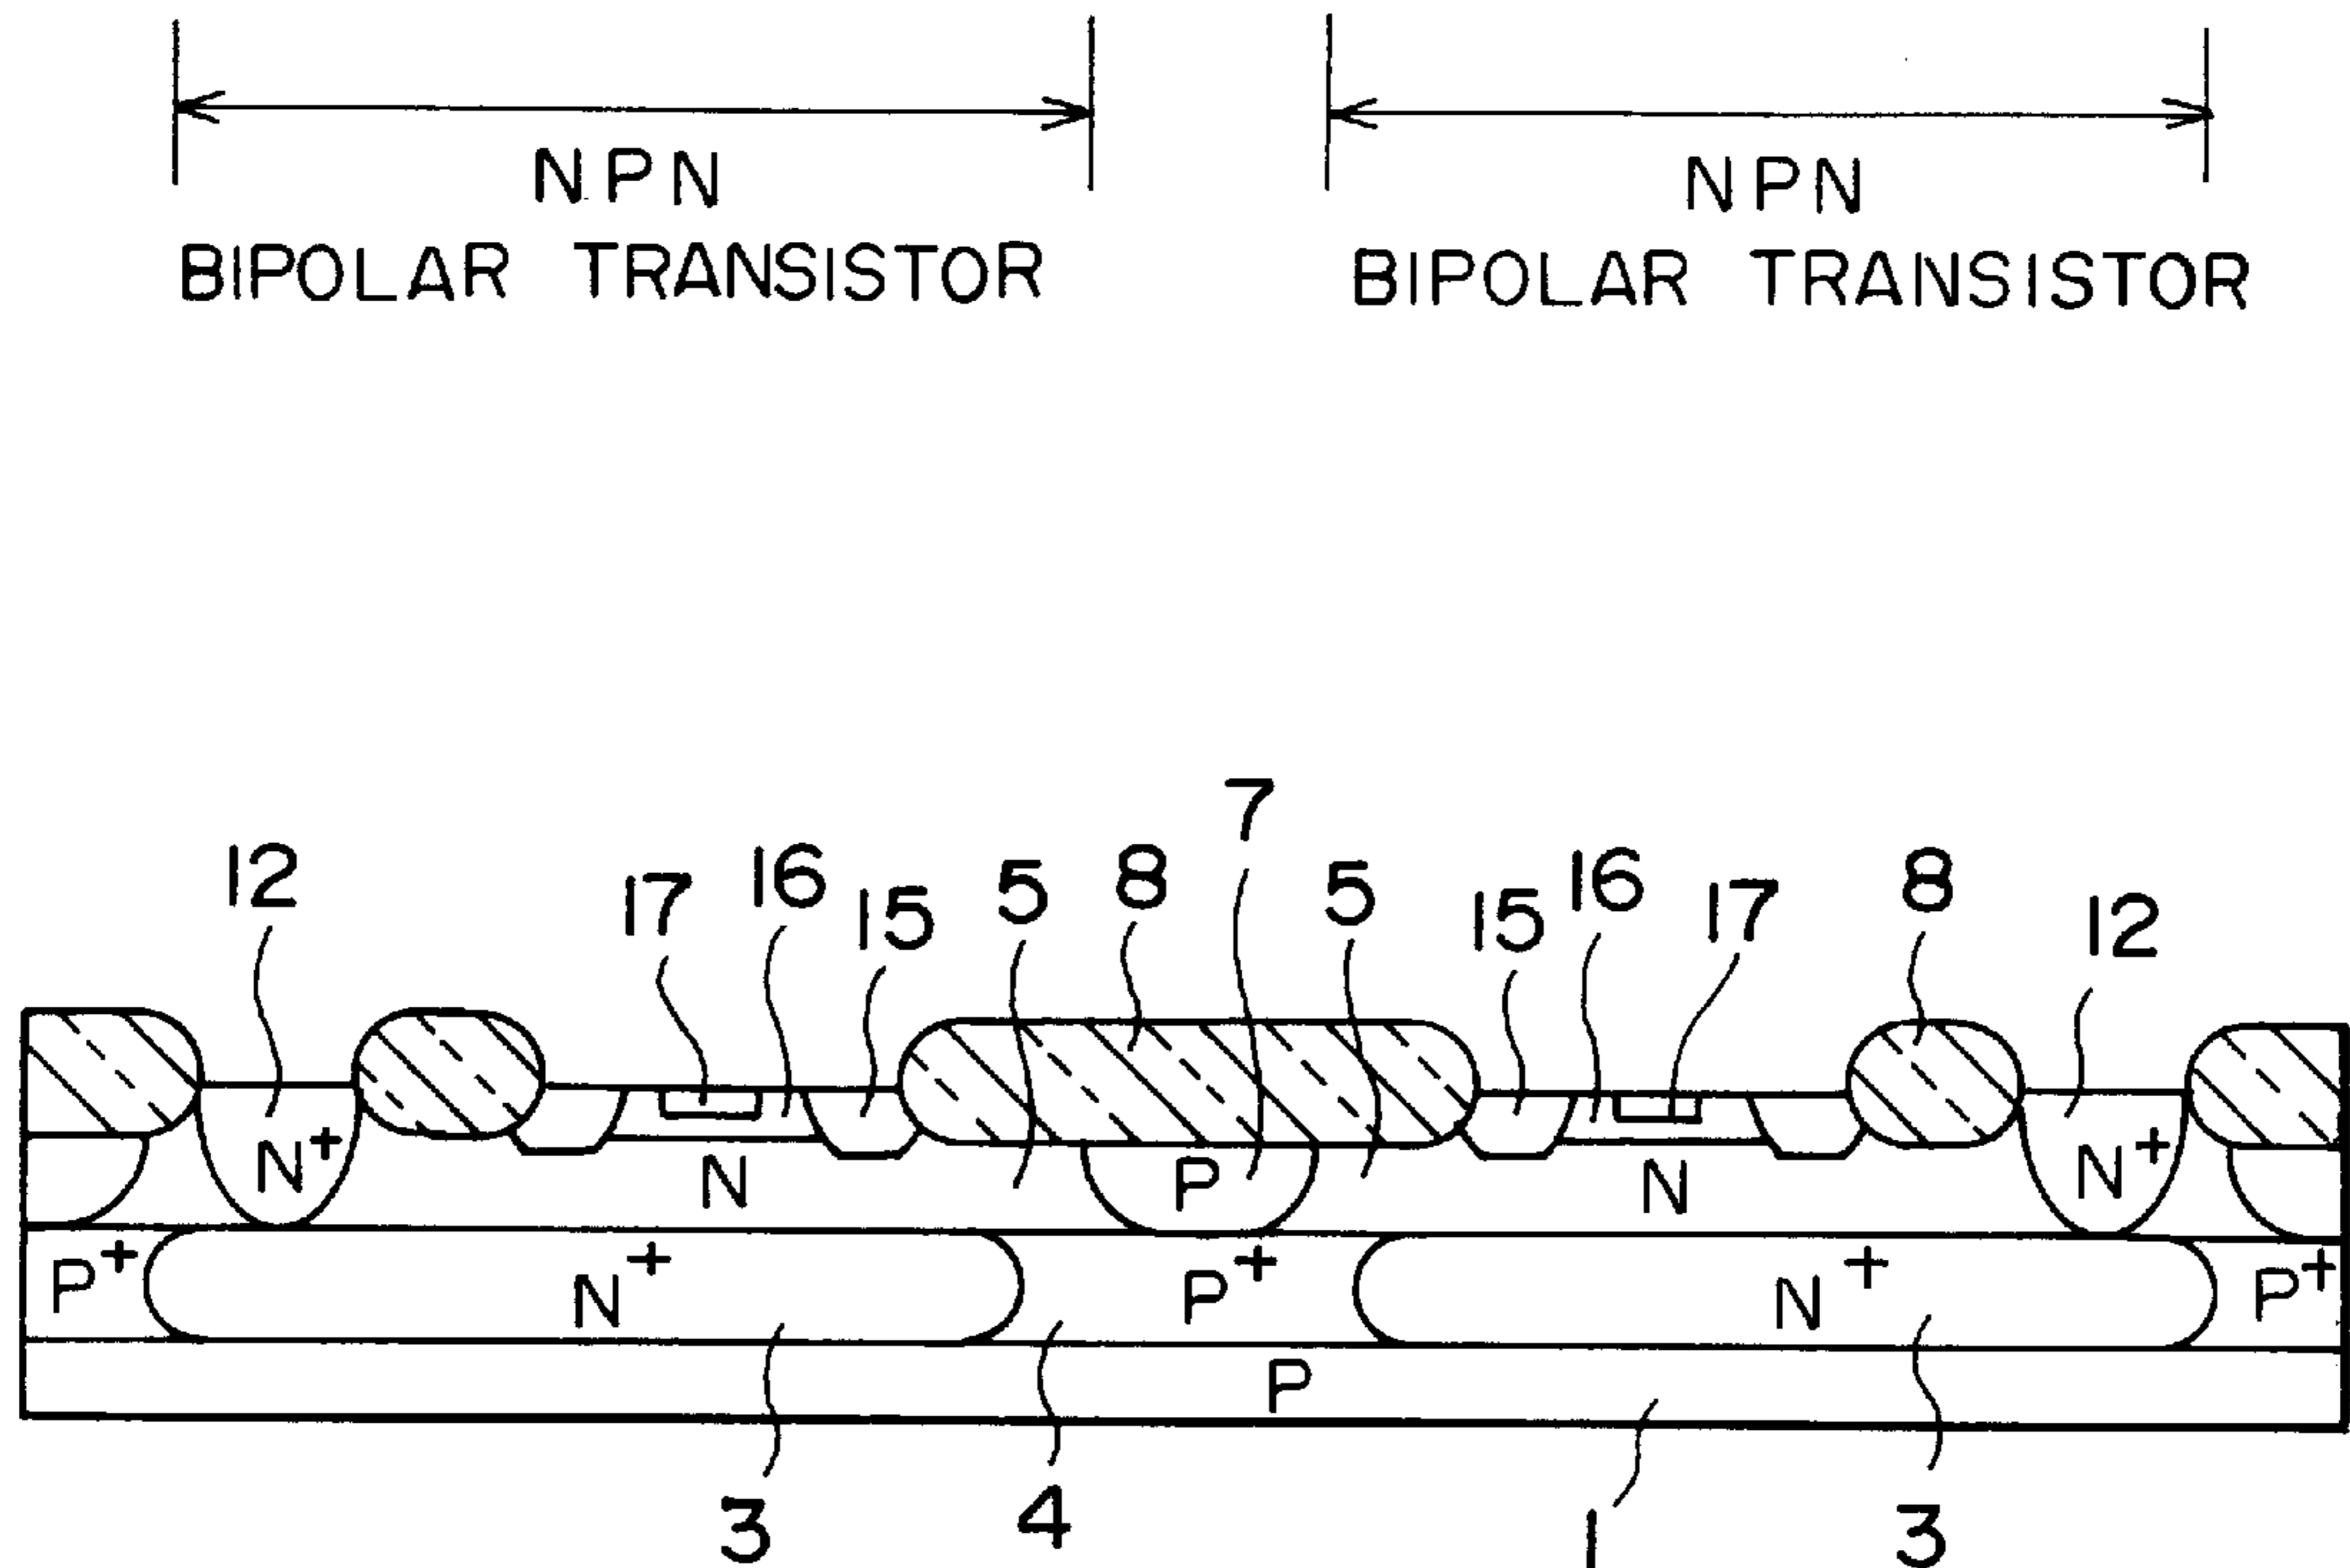 NPN NPN
BIPOLAR TRANSISTOR BIPOLAR TRANSISTOR
7
12 17 16 15 5 8 5 15 16 17 8 12
N+ N P N N+
P+ N+ P+ N+ P+
P
3 4 1 3